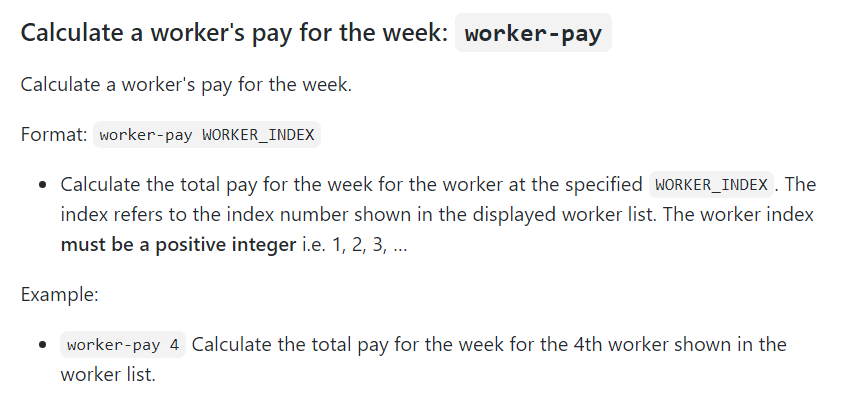 Calculate a worker's pay for the week: worker-pay
Calculate a worker's pay for the week.
Format: worker-pay WORKER_INDEX
• Calculate the total pay for the week for the worker at the specified WORKER_INDEX . The
index refers to the index number shown in the displayed worker list. The worker index
must be a positive integer i.e. 1, 2, 3, …
Example:
• worker-pay 4 Calculate the total pay for the week for the 4th worker shown in the
worker list.